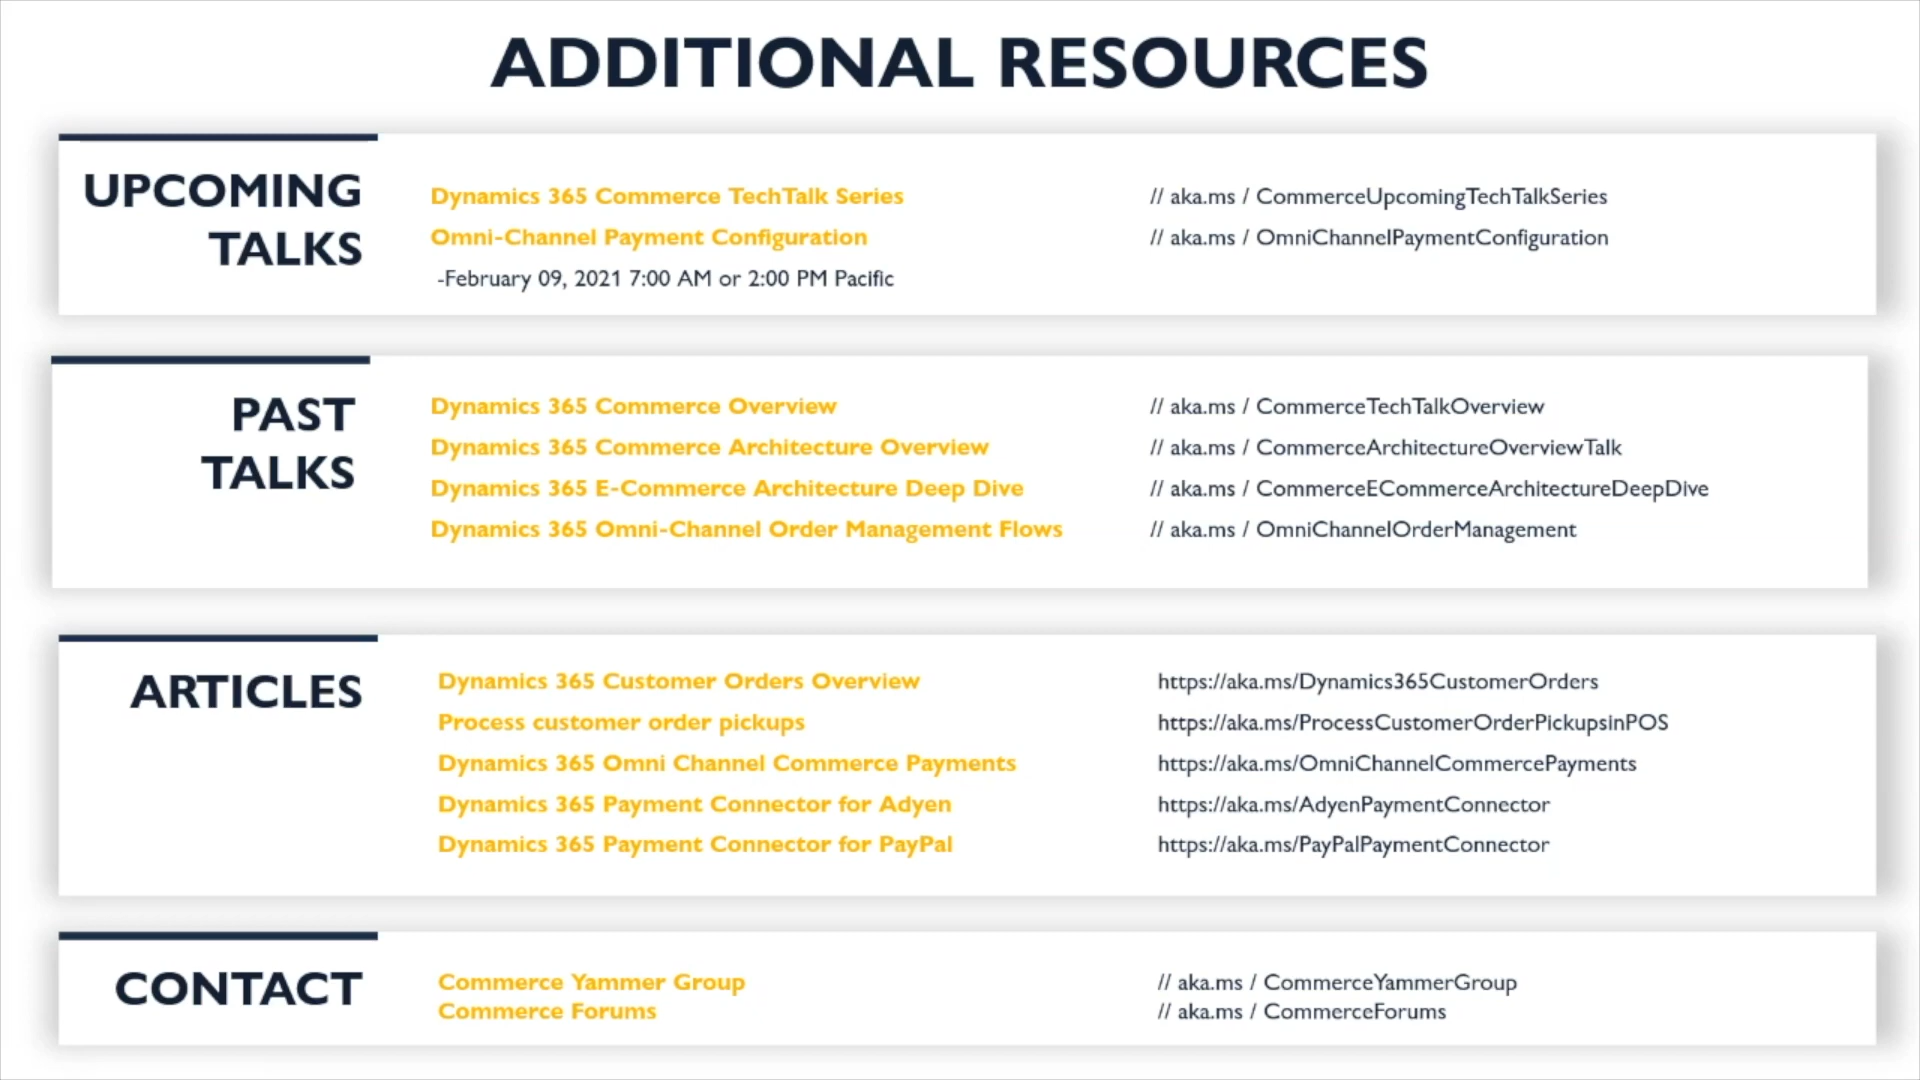 ADDITIONAL RESOURCES
UPCOMING
TALKS
Dynamics 365 Commerce TechTalk Series // aka.ms / CommerceUpcomingTechTalkSeries
Omni-Channel Payment Configuration // aka.ms / OmniChannelPaymentConfiguration
-February 09, 2021 7:00 AM or 2:00 PM Pacific
PAST
TALKS
Dynamics 365 Commerce Overview // aka.ms / CommerceTechTalkOverview
Dynamics 365 Commerce Architecture Overview // aka.ms / CommerceArchitectureOverviewTalk
Dynamics 365 E-Commerce Architecture Deep Dive // aka.ms / CommerceECommerceArchitectureDeepDive
Dynamics 365 Omni-Channel Order Management Flows // aka.ms / OmniChannelOrderManagement
ARTICLES
Dynamics 365 Customer Orders Overview https://aka.ms/Dynamics365CustomerOrders
Process customer order pickups https://aka.ms/ProcessCustomerOrderPickupsinPOS
Dynamics 365 Omni Channel Commerce Payments https://aka.ms/OmniChannelCommercePayments
Dynamics 365 Payment Connector for Adyen https://aka.ms/AdyenPaymentConnector
Dynamics 365 Payment Connector for PayPal https://aka.ms/PayPalPaymentConnector
CONTACT
Commerce Yammer Group // aka.ms / CommerceYammerGroup
Commerce Forums // aka.ms / CommerceForums